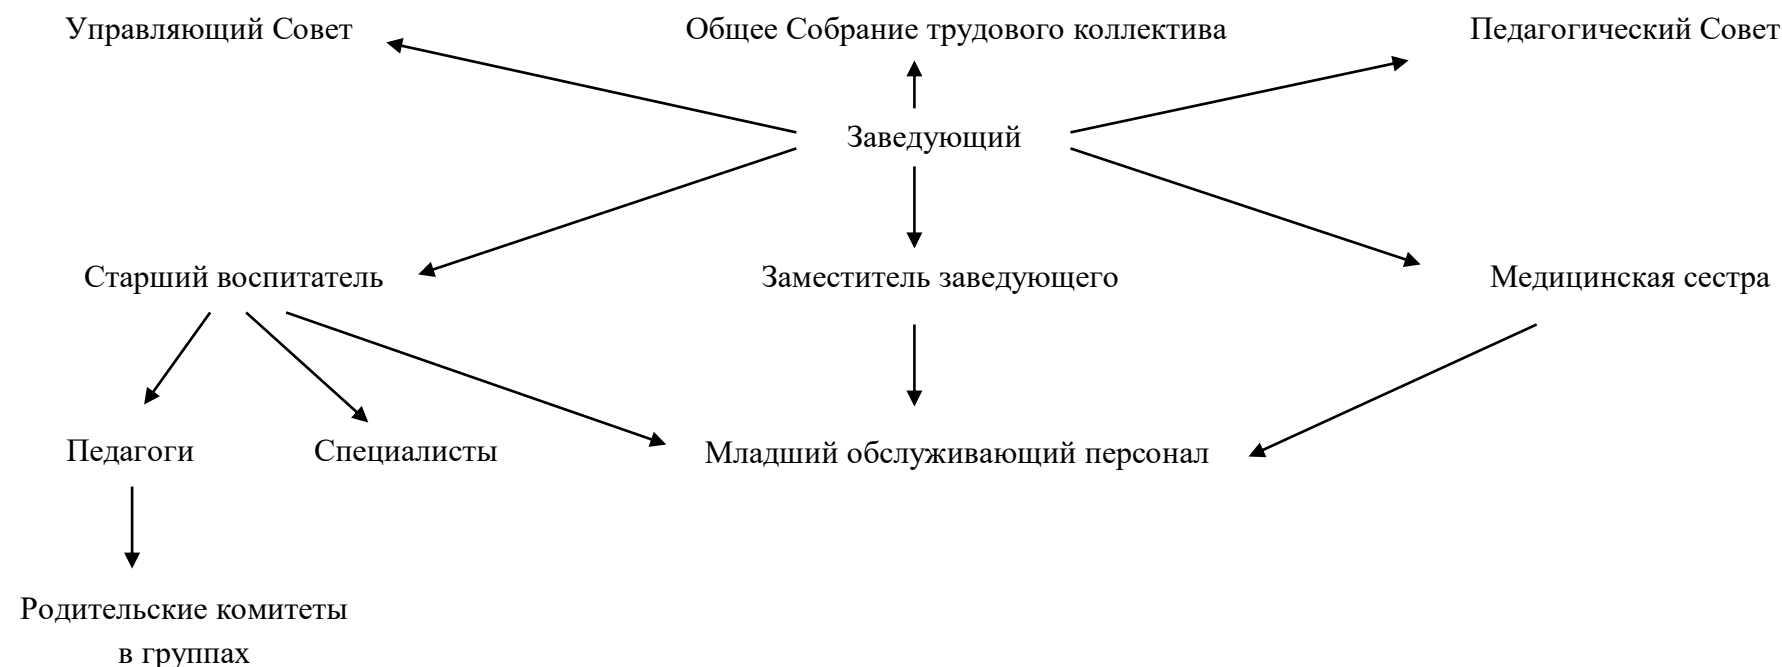 Управляющий Совет
Общее Собрание трудового коллектива
Педагогический Совет
Заведующий
Старший воспитатель
Заместитель заведующего
Медицинская сестра
Педагоги
Специалисты
Младший обслуживающий персонал
Родительские комитеты
в группах